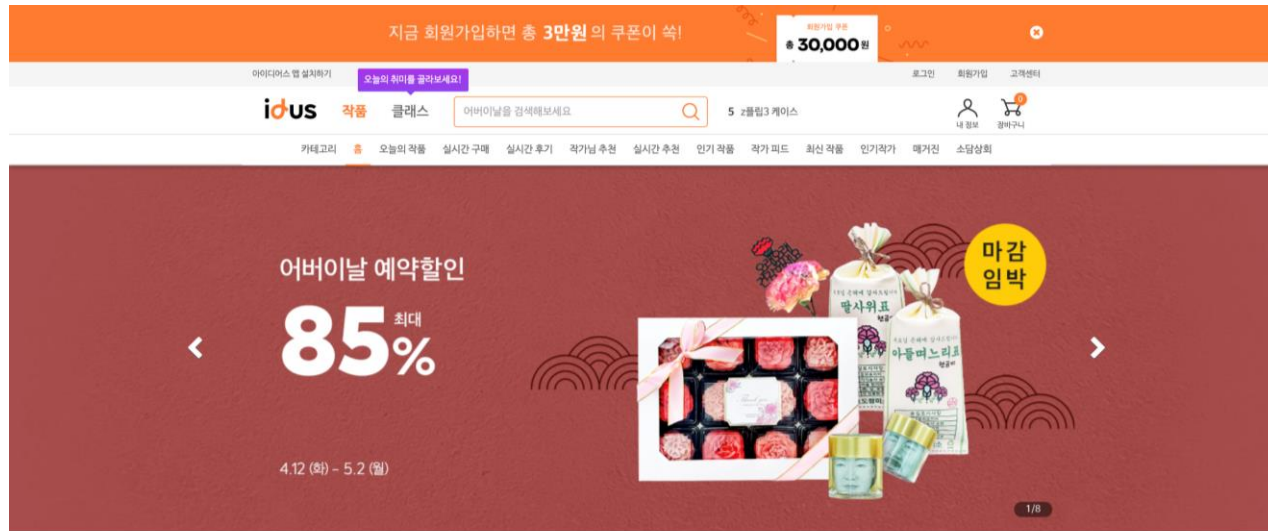 지금 회원가입하면 총 3만원의 쿠폰이 쏙!
회원가입 쿠폰
총 30,000원
아이디어스 앱 설치하기
오늘의 취미를 골라보세요!
로그인 회원가입 고객센터
idus 작품 클래스 어버이날을 검색해보세요 5 z플립3 케이스
0
내 정보 장바구니
카테고리 홈 오늘의 작품 실시간 구매 실시간 후기 작가님 추천 실시간 추천 인기 작품 작가 피드 최신 작품 인기작가 매거진 소담상회
어버이날 예약할인
최대
85%
4.12 (화) – 5.2 (월)
마감
임박
딸사위표
아들며느리표
Thank you
1/8